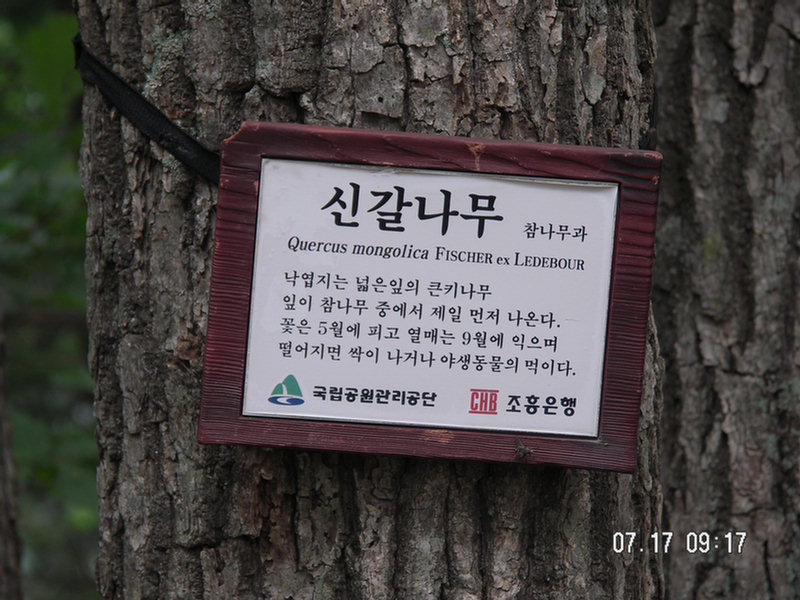 신갈나무 참나무과
Quercus mongolica FISCHER ex LEDEBOUR
낙엽지는 넓은잎의 큰키나무
잎이 참나무 중에서 제일 먼저 나온다.
꽃은 5월에 피고 열매는 9월에 익으며
떨어지면 싹이 나거나 야생동물의 먹이다.
국립공원관리공단 CHB 조흥은행
07.17 09:17